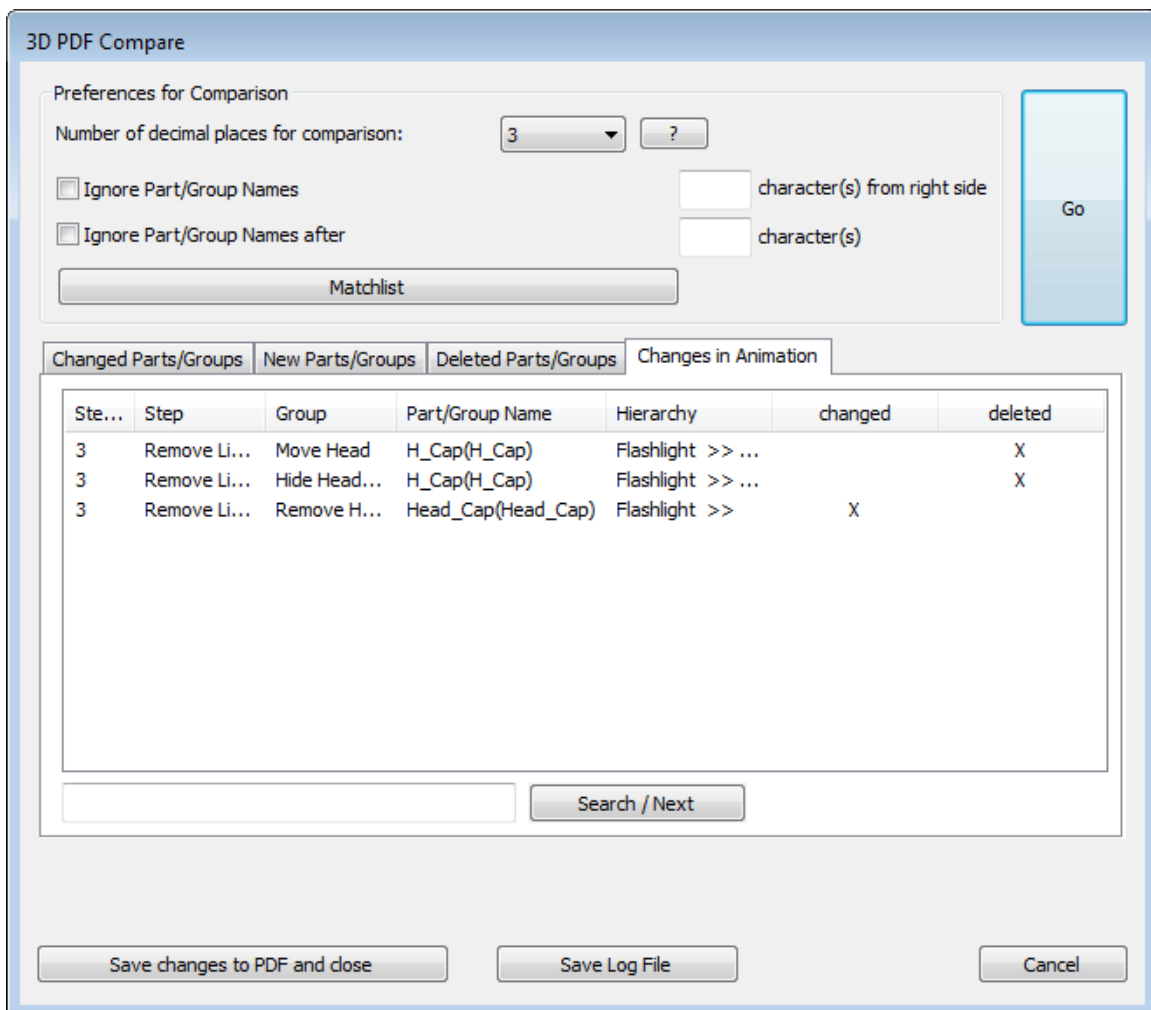 3D PDF Compare
Preferences for Comparison
Number of decimal places for comparison: 3 ?
Ignore Part/Group Names character(s) from right side
Ignore Part/Group Names after character(s)
Go
Matchlist
Changed Parts/Groups New Parts/Groups Deleted Parts/Groups Changes in Animation
Ste... Step Group Part/Group Name Hierarchy changed deleted
3 Remove Li... Move Head H_Cap(H_Cap) Flashlight >> ... X
3 Remove Li... Hide Head... H_Cap(H_Cap) Flashlight >> ... X
3 Remove Li... Remove H... Head_Cap(Head_Cap) Flashlight >> X
Search / Next
Save changes to PDF and close Save Log File Cancel